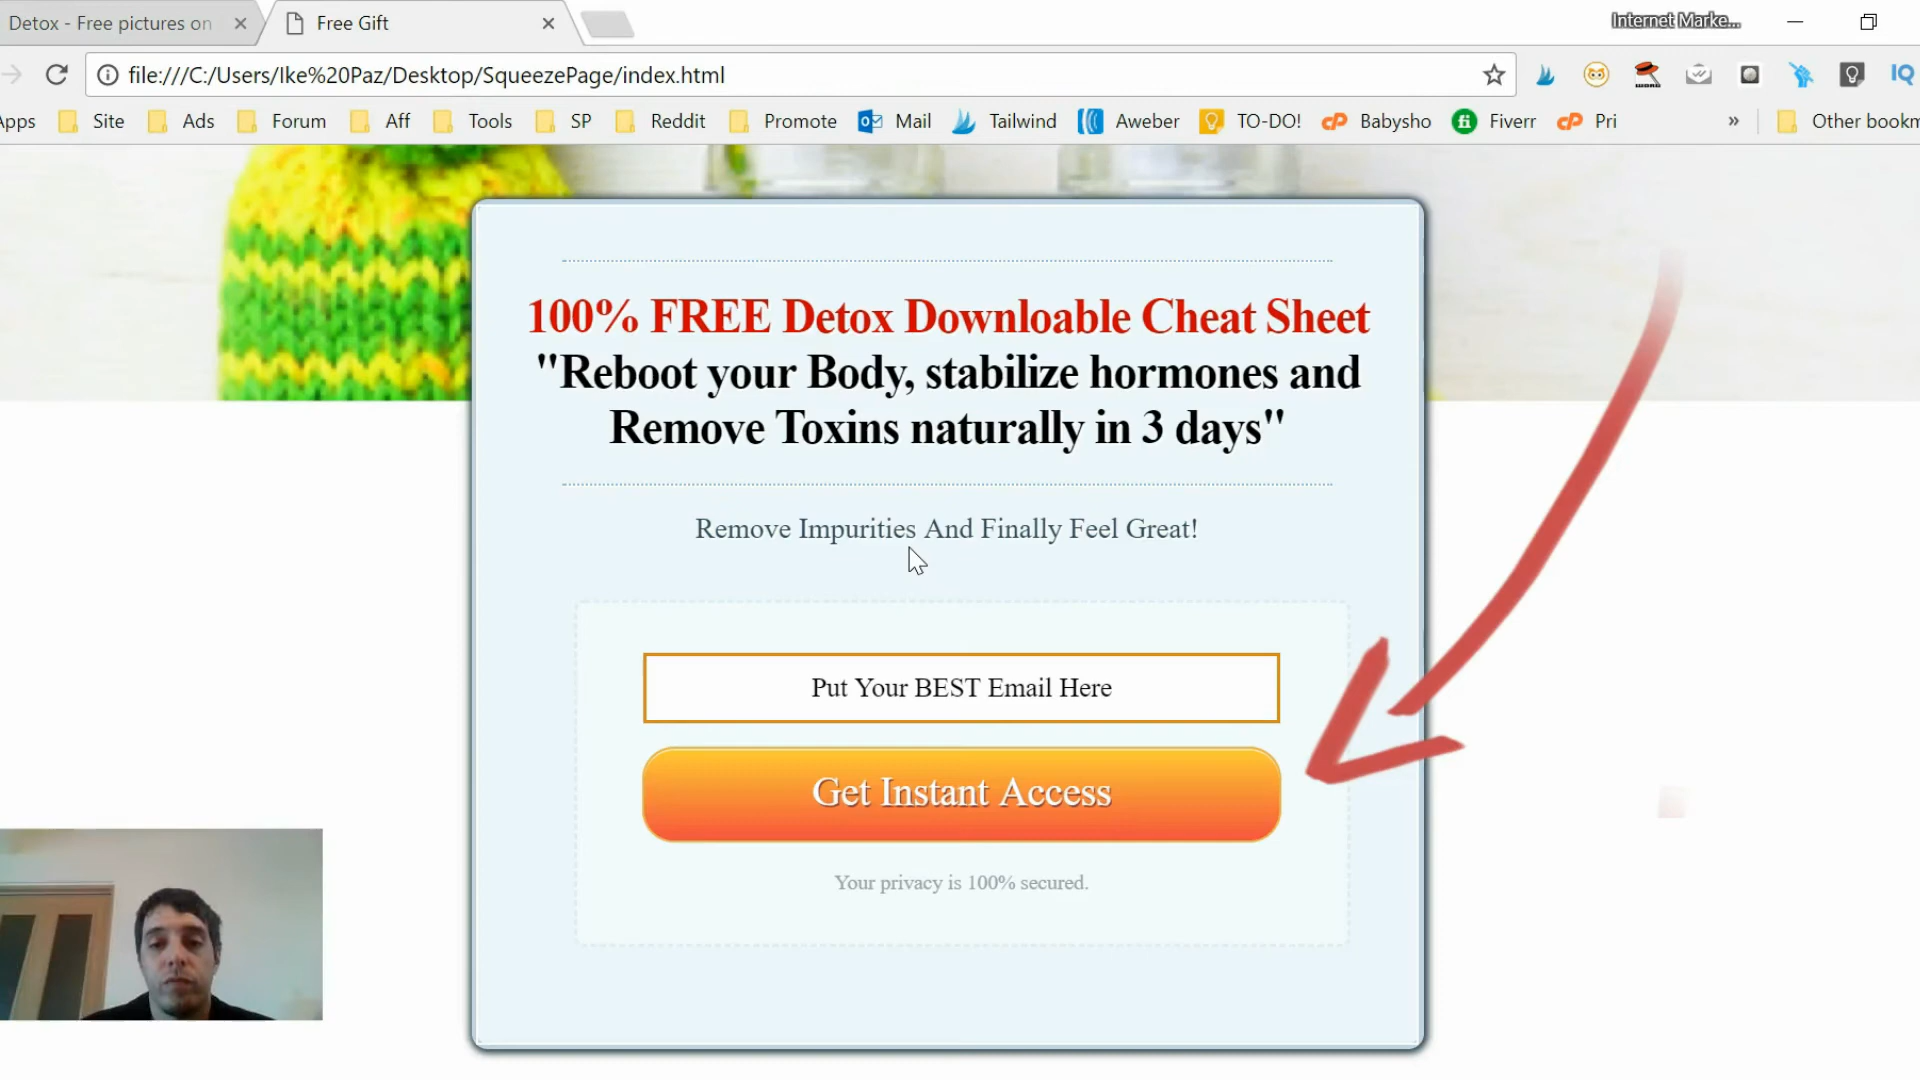 Detox - Free pictures on
Free Gift
Internet Marke...
file:///C:/Users/Ike%20Paz/Desktop/SqueezePage/index.html
IQ
Apps Site Ads Forum Aff Tools SP Reddit Promote Mail Tailwind Aweber TO-DO! Babysho Fiverr Pri » Other bookm
100% FREE Detox Downloable Cheat Sheet
"Reboot your Body, stabilize hormones and
Remove Toxins naturally in 3 days"
Remove Impurities And Finally Feel Great!
Put Your BEST Email Here
Get Instant Access
Your privacy is 100% secured.